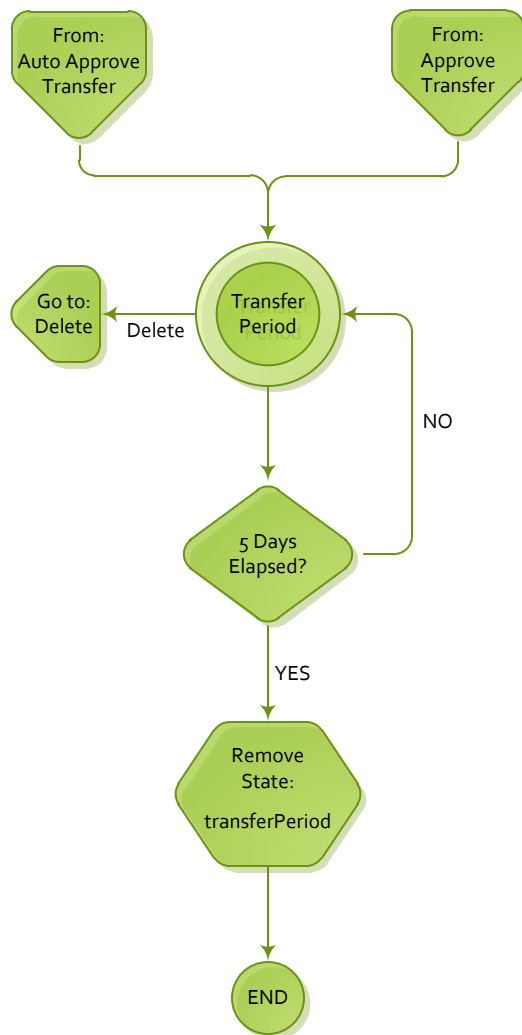 From:
Auto Approve
Transfer
From:
Approve
Transfer
Transfer
Period
Go to:
Delete
Delete
NO
5 Days
Elapsed?
YES
Remove
State:
transferPeriod
END